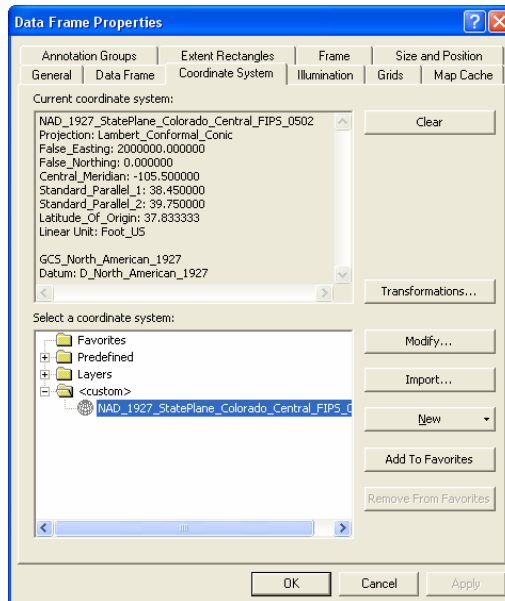 Data Frame Properties
Annotation Groups Extent Rectangles Frame Size and Position
General Data Frame Coordinate System Illumination Grids Map Cache
Current coordinate system:
NAD_1927_StatePlane_Colorado_Central_FIPS_0502
Projection: Lambert_Conformal_Conic
False_Easting: 2000000.000000
False_Northing: 0.000000
Central_Meridian: -105.500000
Standard_Parallel_1: 38.450000
Standard_Parallel_2: 39.750000
Latitude_Of_Origin: 37.833333
Linear Unit: Foot_US
GCS_North_American_1927
Datum: D_North_American_1927
Clear
Transformations...
Select a coordinate system:
Favorites
Predefined
Layers
<custom>
NAD_1927_StatePlane_Colorado_Central_FIPS_0
Modify...
Import...
New
Add To Favorites
Remove From Favorites
OK Cancel Apply